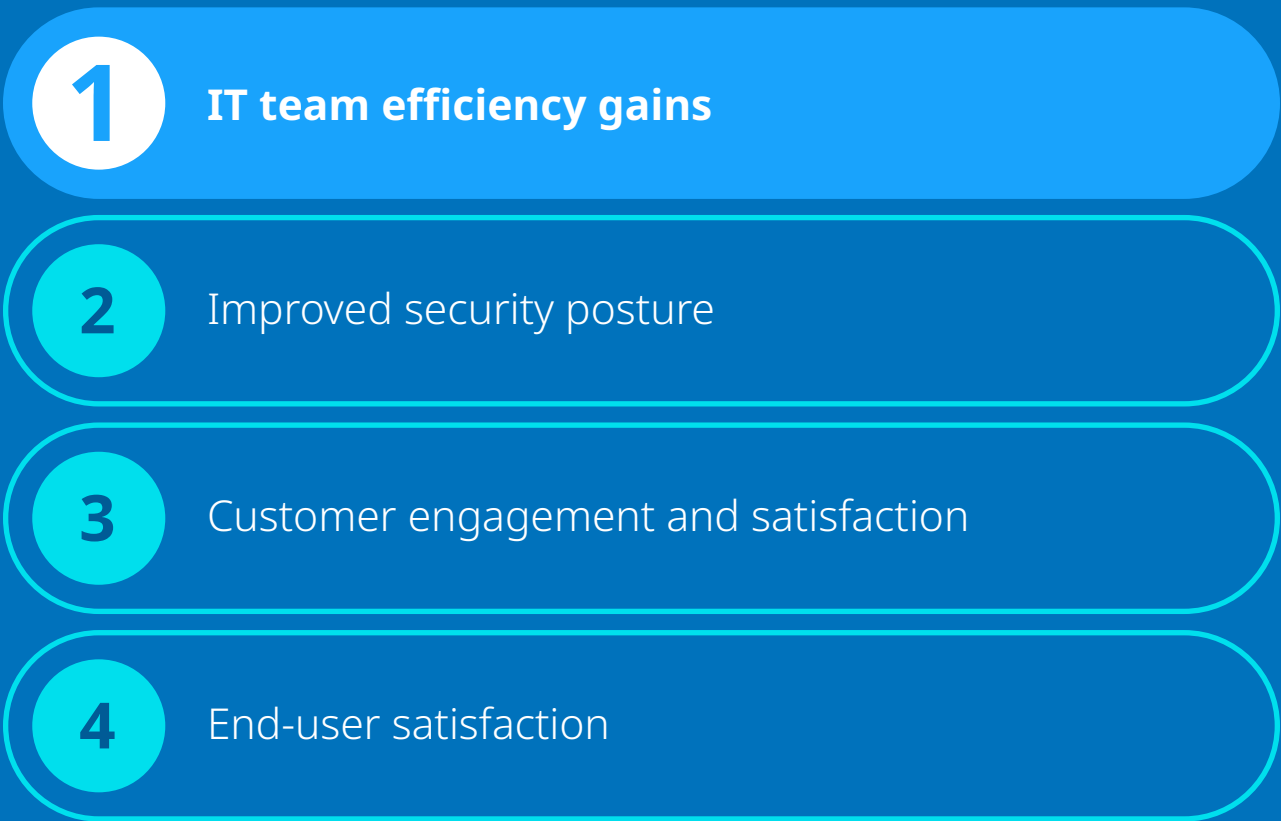 1
IT team efficiency gains
2
Improved security posture
3
Customer engagement and satisfaction
4
End-user satisfaction